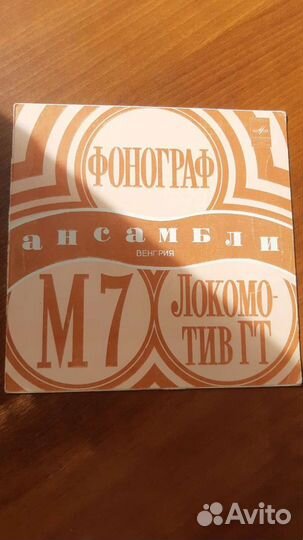 ФОНОГРАФ
ансамбли
ВЕНГРИЯ
М7
ЛОКОМО-
ТИВ ГТ
Avito